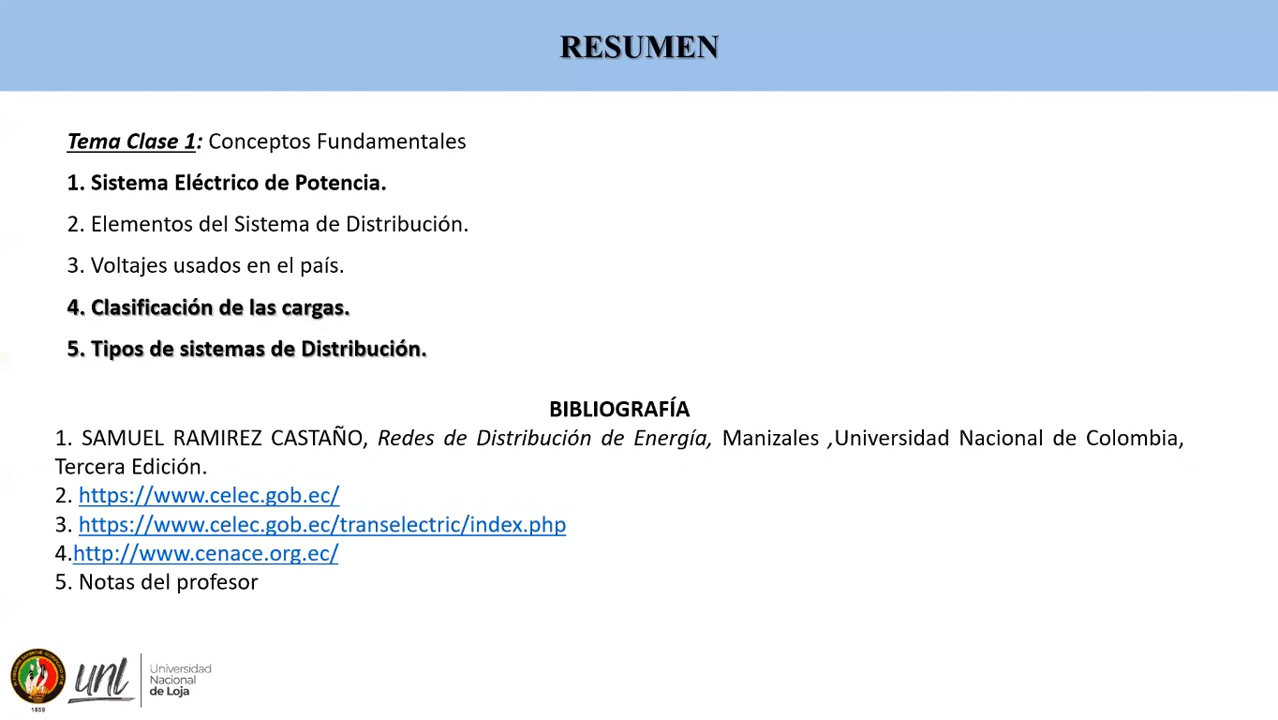 RESUMEN
Tema Clase 1: Conceptos Fundamentales
1. Sistema Eléctrico de Potencia.
2. Elementos del Sistema de Distribución.
3. Voltajes usados en el país.
4. Clasificación de las cargas.
5. Tipos de sistemas de Distribución.
BIBLIOGRAFÍA
1. SAMUEL RAMIREZ CASTAÑO, Redes de Distribución de Energía, Manizales ,Universidad Nacional de Colombia,
Tercera Edición.
2. https://www.celec.gob.ec/
3. https://www.celec.gob.ec/transelectric/index.php
4.http://www.cenace.org.ec/
5. Notas del profesor
1859
unl
Universidad
Nacional
de Loja